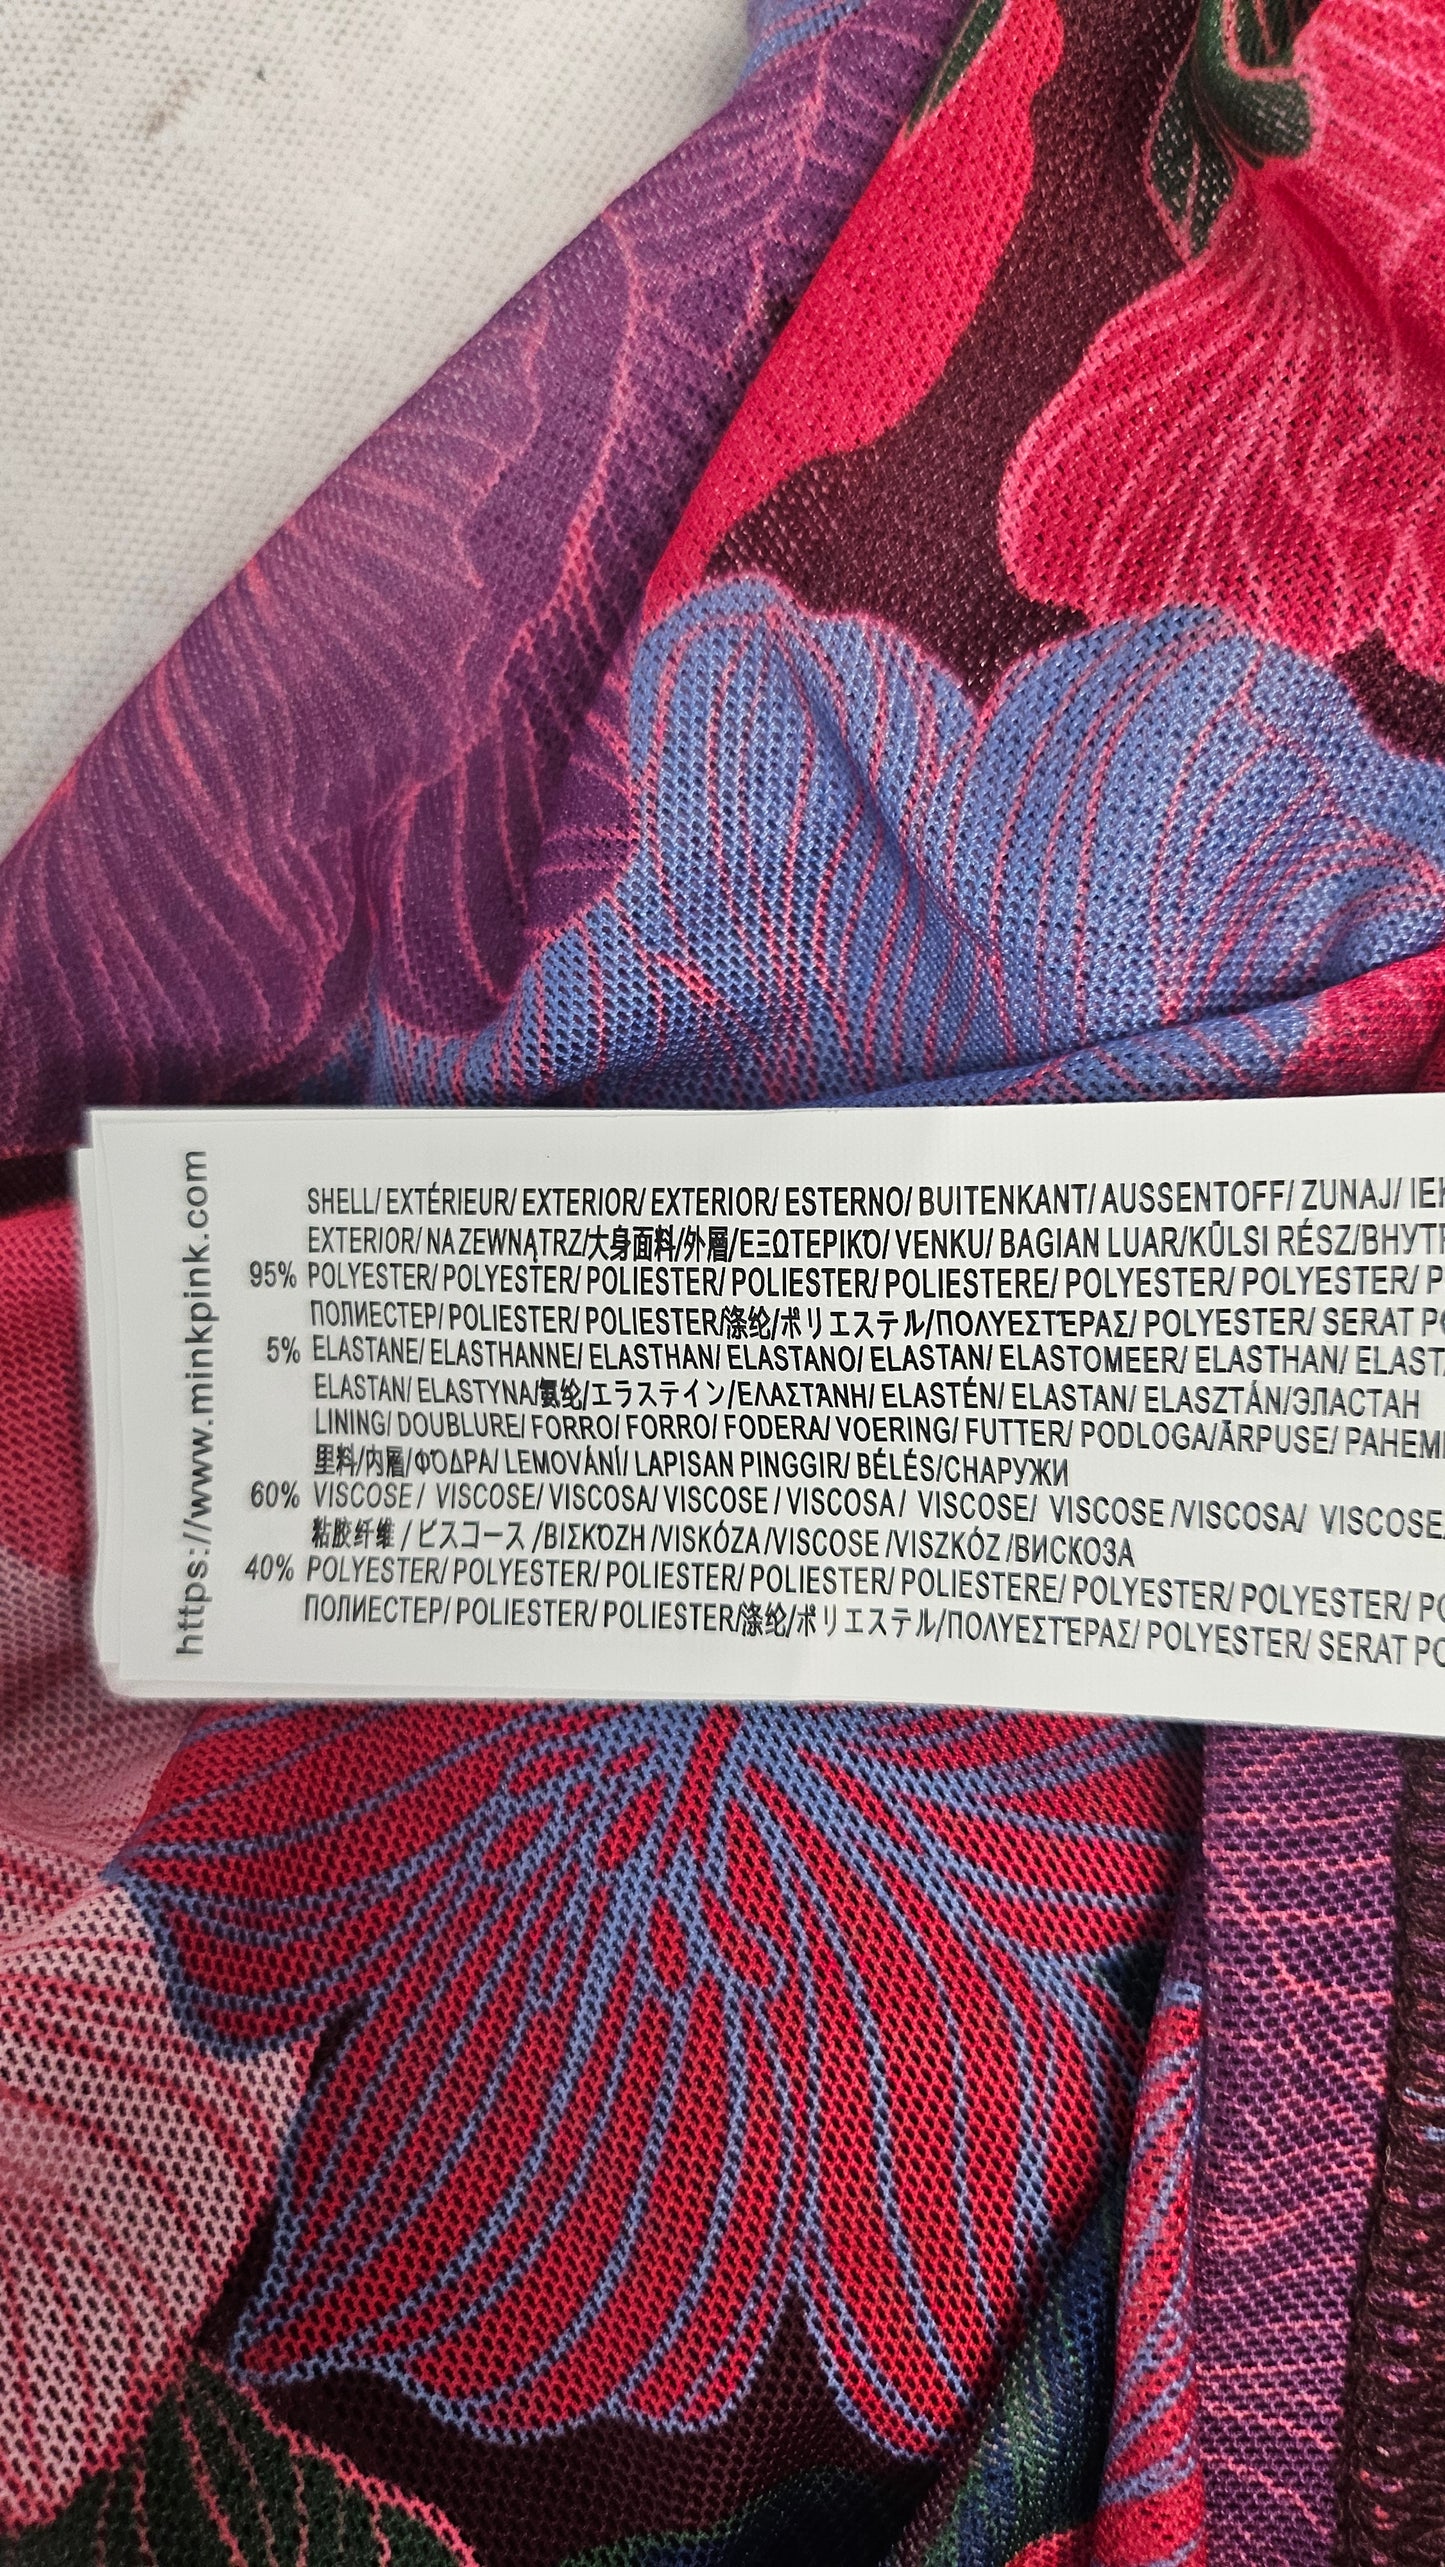 https://www.minkpink.com
SHELL/ EXTÉRIEUR/ EXTERIOR/ EXTERIOR/ ESTERNO/ BUITENKANT/ AUSSENTOFF/ ZUNAJ/
EXTERIOR/ NA ZEWNĄTRZ/大身面料/外層/ΕΞΩΤΕΡΙΚΌ/ VENKU/ BAGIAN LUAR/KŪLSI RÉSZ/
95% POLYESTER/ POLYESTER/ POLIESTER/ POLIESTER/ POLIESTERE/ POLYESTER/ POLYESTER/
ПОЛИЕСТЕР/ POLIESTER/ POLIESTER/涤纶/ポリエステル/ΠΟΛΥΕΣΤΈΡΑΣ/ POLYESTER/ SERAT
5% ELASTANE/ ELASTHANNE/ ELASTHAN/ ELASTANO/ ELASTAN/ ELASTOMEER/ ELASTHAN/
ELASTAN/ ELASTYNA/氨纶/エラステイン/ΕΛΑΣΤΆΝΗ/ ELASTÉN/ ELASTAN/ ELASZTÁN/ЭЛАСТАН
LINING/ DOUBLURE/ FORRO/ FORRO/ FODERA/ VOERING/ FUTTER/ PODLOGA/ĀRPUSE/
里料/内層/ΦΌΔΡΑ/ LEMOVÁNÍ/ LAPISAN PINGGIR/ BÉLÉS/СНАРУЖИ
60% VISCOSE / VISCOSE/ VISCOSA/ VISCOSE / VISCOSA / VISCOSE/ VISCOSE /VISCOSA/ VISCOSE
粘胶纤维 / ビスコース /ΒΙΣΚΌΖΗ /VISKÓZA /VISCOSE /VISZKÓZ /ВИСКОЗА
40% POLYESTER/ POLYESTER/ POLIESTER/ POLIESTER/ POLIESTERE/ POLYESTER/ POLYESTER/
ПОЛИЕСТЕР/ POLIESTER/ POLIESTER/涤纶/ポリエステル/ΠΟΛΥΕΣΤΈΡΑΣ/ POLYESTER/ SERAT